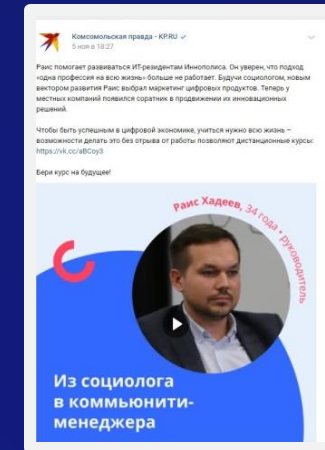 Комсомольская правда - KP.RU
5 ноя в 18:27
Раис помогает развиваться ИТ-резидентам Иннополиса. Он уверен, что подход
«одна профессия на всю жизнь» больше не работает. Будучи социологом, новым
вектором развития Раис выбрал маркетинг цифровых продуктов. Теперь у
местных компаний появился соратник в продвижении их инновационных
решений.
Чтобы быть успешным в цифровой экономике, учиться нужно всю жизнь –
возможности делать это без отрыва от работы позволяют дистанционные курсы:
https://vk.cc/aBCoy3
Бери курс на будущее!
Раис Хадеев, 34 года • руководитель
Из социолога
в коммьюнити-
менеджера